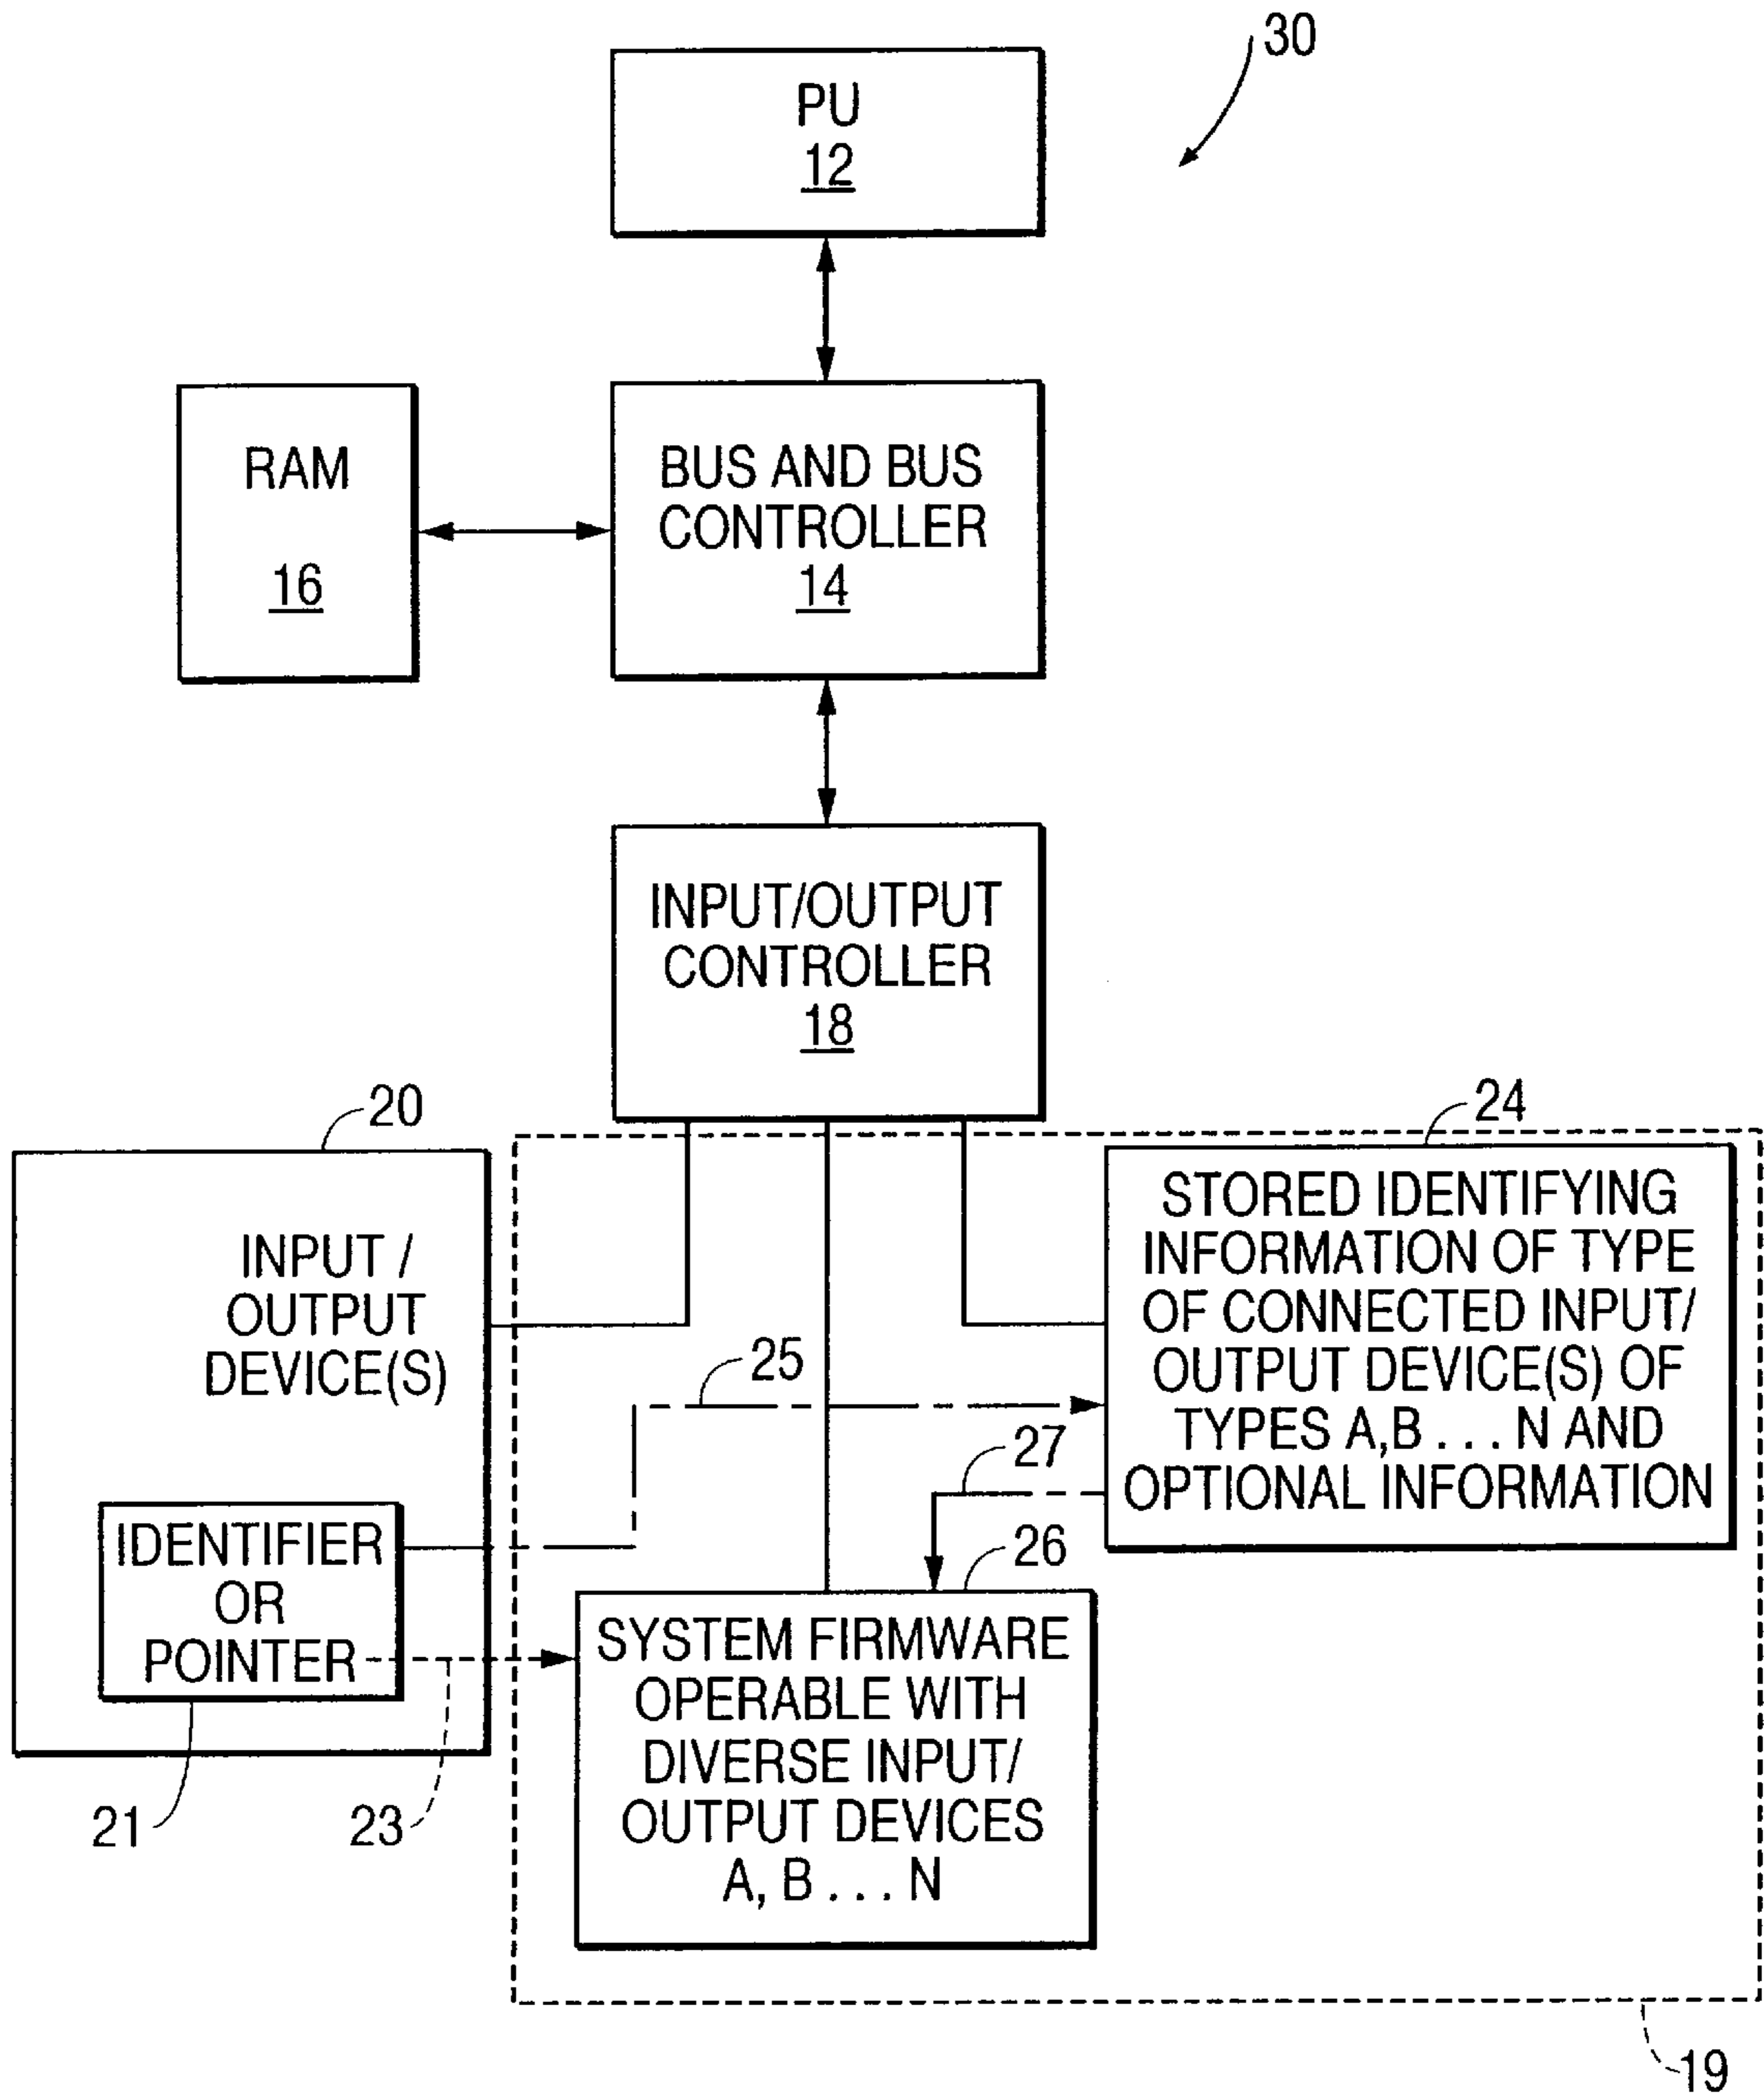 30
PU
12
RAM
16
BUS AND BUS
CONTROLLER
14
INPUT/OUTPUT
CONTROLLER
18
20
INPUT /
OUTPUT
DEVICE(S)
IDENTIFIER
OR
POINTER
21
23
25
24
STORED IDENTIFYING
INFORMATION OF TYPE
OF CONNECTED INPUT/
OUTPUT DEVICE(S) OF
TYPES A,B . . . N AND
OPTIONAL INFORMATION
27
26
SYSTEM FIRMWARE
OPERABLE WITH
DIVERSE INPUT/
OUTPUT DEVICES
A, B . . . N
19